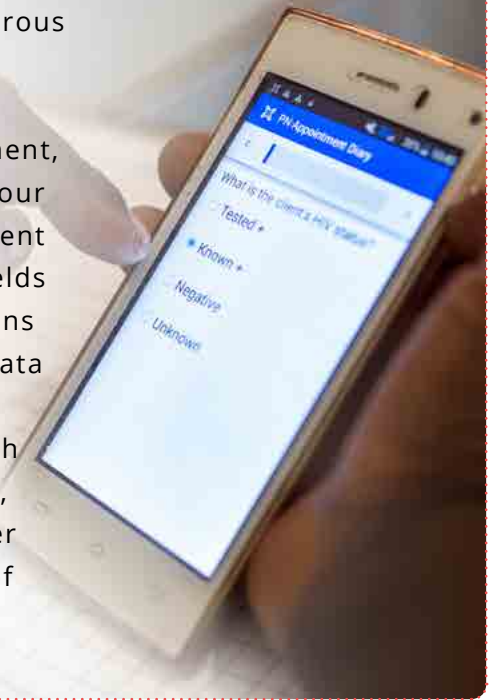 rous
ent,
our
ent
elds
ns
ata
h
,
er
f
PN Appointment Diary
What is the client's HIV status?
Tested +
Known +
Negative
Unknown